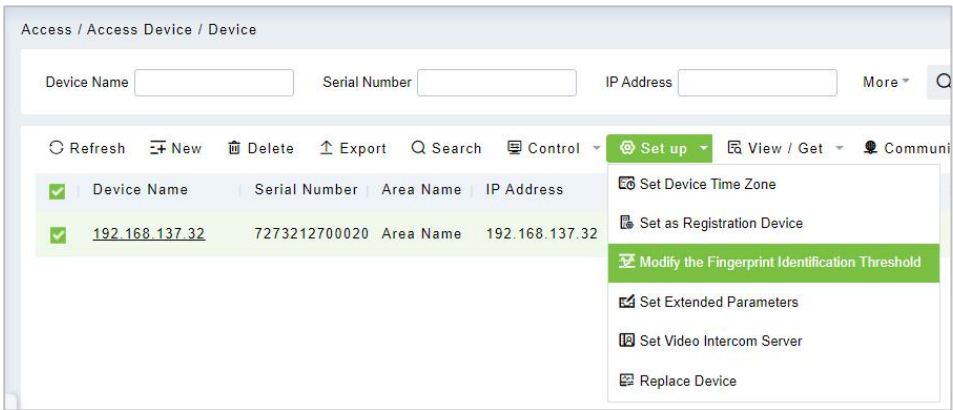 Access / Access Device / Device
Device Name Serial Number IP Address More
Refresh New Delete Export Search Control Set up View / Get Communi
Device Name Serial Number Area Name IP Address
192.168.137.32 7273212700020 Area Name 192.168.137.32
Set Device Time Zone
Set as Registration Device
Modify the Fingerprint Identification Threshold
Set Extended Parameters
Set Video Intercom Server
Replace Device